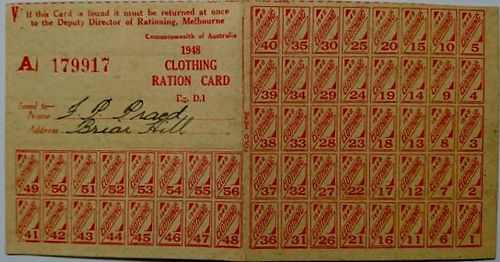 V If this Card is found it must be returned at once
to the Deputy Director of Rationing, Melbourne
Commonwealth of Australia
1948
A 179917
CLOTHING
RATION CARD
Rg. D.1
Issued to—
Name
Address Briar Hill
40 35 30 25 20 15 10 5
39 34 29 24 19 14 9 4
38 33 28 23 18 13 8 3
37 32 27 22 17 12 7 2
36 31 26 21 16 11 6 1
49 50 51 52 53 54 55 56
41 42 43 44 45 46 47 48